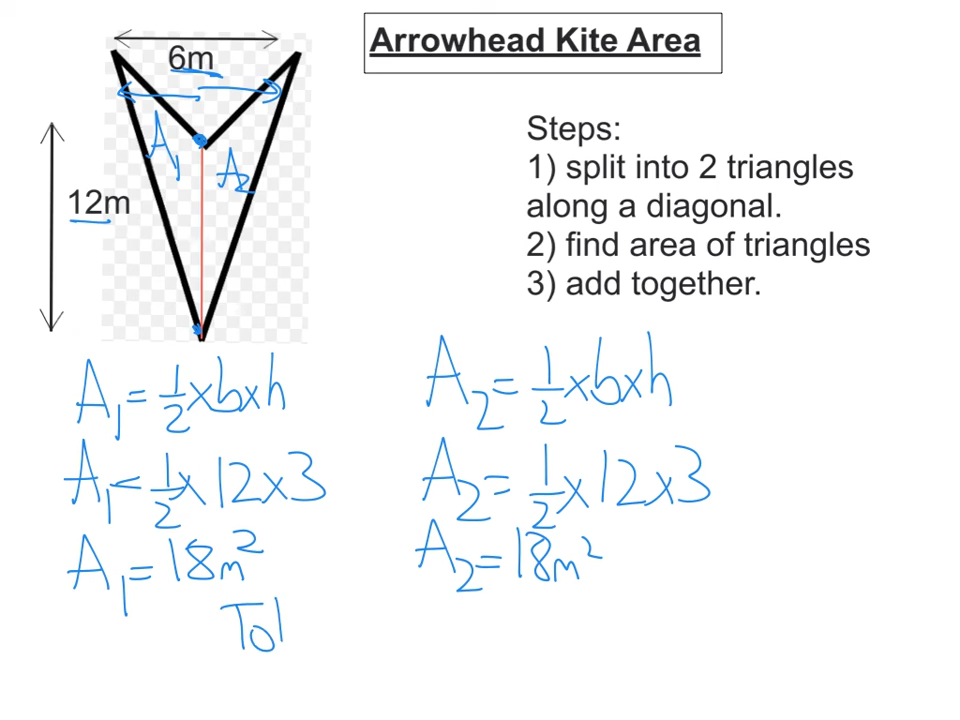 Arrowhead Kite Area
6m
A₁
A₂
12m
Steps:
1) split into 2 triangles
along a diagonal.
2) find area of triangles
3) add together.
A₁ = 1/2 x b x h
A₁ = 1/2 x 12 x 3
A₁ = 18m²
A₂ = 1/2 x b x h
A₂ = 1/2 x 12 x 3
A₂ = 18m²
Tol